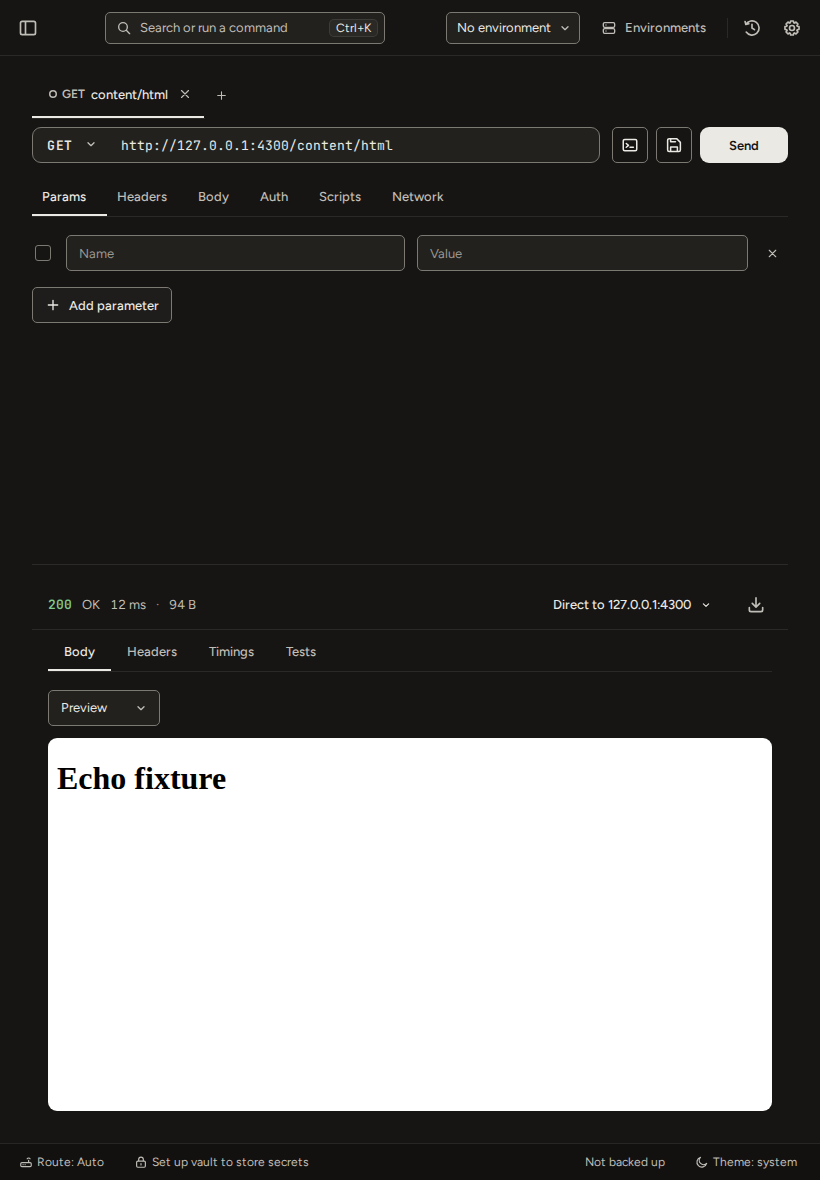 Search or run a command Ctrl+K No environment Environments
GET content/html
GET http://127.0.0.1:4300/content/html Send
Params Headers Body Auth Scripts Network
Name Value
Add parameter
200 OK 12 ms · 94 B Direct to 127.0.0.1:4300
Body Headers Timings Tests
Preview
Echo fixture
Route: Auto Set up vault to store secrets Not backed up Theme: system